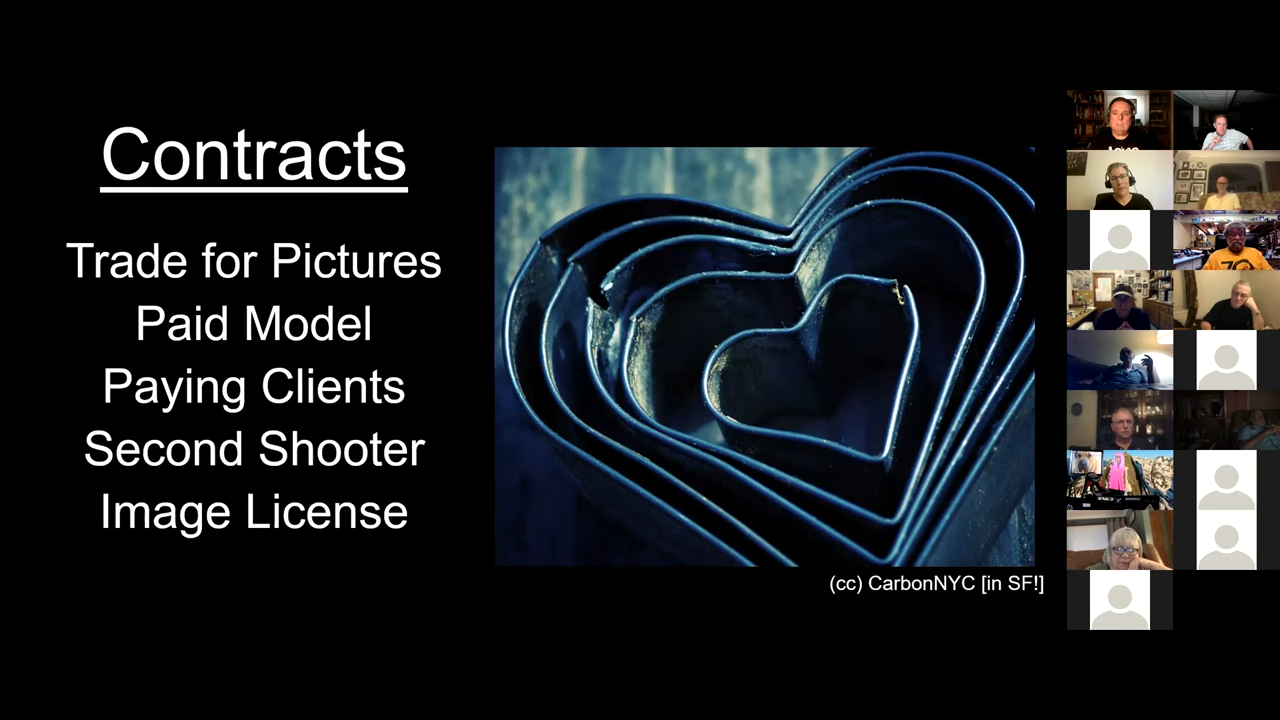 Contracts
Trade for Pictures
Paid Model
Paying Clients
Second Shooter
Image License
(cc) CarbonNYC [in SF!]